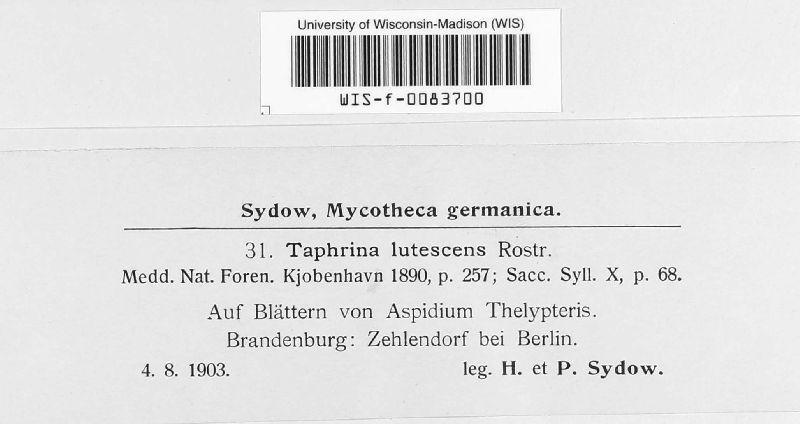 University of Wisconsin-Madison (WIS)
WIS-f-0083700
Sydow, Mycotheca germanica.
31. Taphrina lutescens Rostr.
Medd. Nat. Foren. Kjobenhavn 1890, p. 257; Sacc. Syll. X, p. 68.
Auf Blättern von Aspidium Thelypteris.
Brandenburg: Zehlendorf bei Berlin.
4. 8. 1903. leg. H. et P. Sydow.